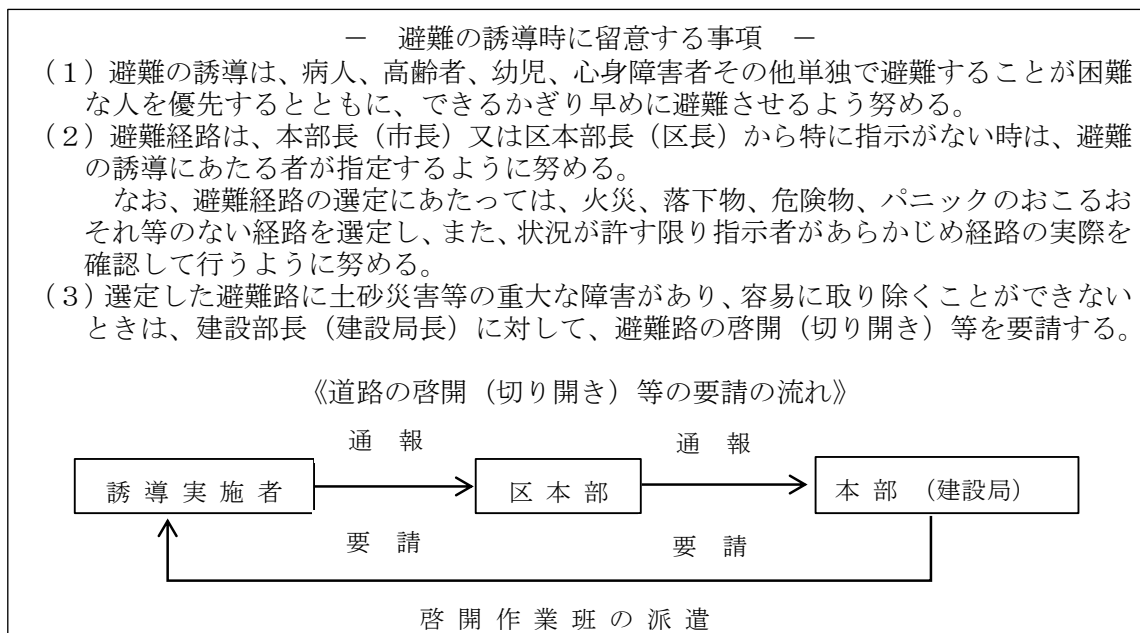 － 避難の誘導時に留意する事項 －
（１）避難の誘導は、病人、高齢者、幼児、心身障害者その他単独で避難することが困難
な人を優先するとともに、できるかぎり早めに避難させるよう努める。
（２）避難経路は、本部長（市長）又は区本部長（区長）から特に指示がない時は、避難
の誘導にあたる者が指定するように努める。
なお、避難経路の選定にあたっては、火災、落下物、危険物、パニックのおこるお
それ等のない経路を選定し、また、状況が許す限り指示者があらかじめ経路の実際を
確認して行うように努める。
（３）選定した避難路に土砂災害等の重大な障害があり、容易に取り除くことができない
ときは、建設部長（建設局長）に対して、避難路の啓開（切り開き）等を要請する。
《道路の啓開（切り開き）等の要請の流れ》
通 報 通 報
誘 導 実 施 者 区 本 部 本 部 （建設局）
要 請 要 請
啓 開 作 業 班 の 派 遣